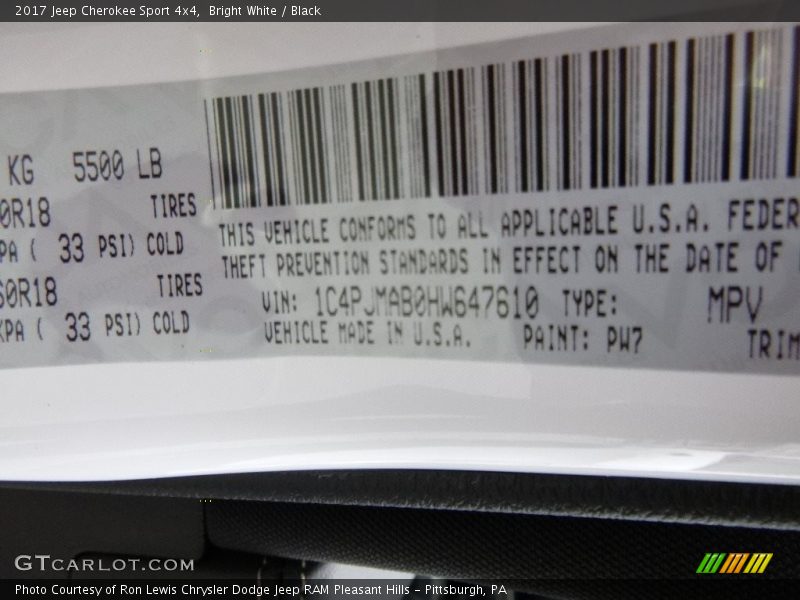 2017 Jeep Cherokee Sport 4x4,  Bright White / Black
KG 5500 LB
0R18 TIRES
PA ( 33 PSI) COLD
60R18 TIRES
KPA ( 33 PSI) COLD
THIS VEHICLE CONFORMS TO ALL APPLICABLE U.S.A. FEDER
THEFT PREVENTION STANDARDS IN EFFECT ON THE DATE OF
VIN: 1C4PJMAB0HW647610 TYPE: MPV
VEHICLE MADE IN U.S.A. PAINT: PW7 TRIM
GTCARLOT.COM
Photo Courtesy of Ron Lewis Chrysler Dodge Jeep RAM Pleasant Hills - Pittsburgh, PA